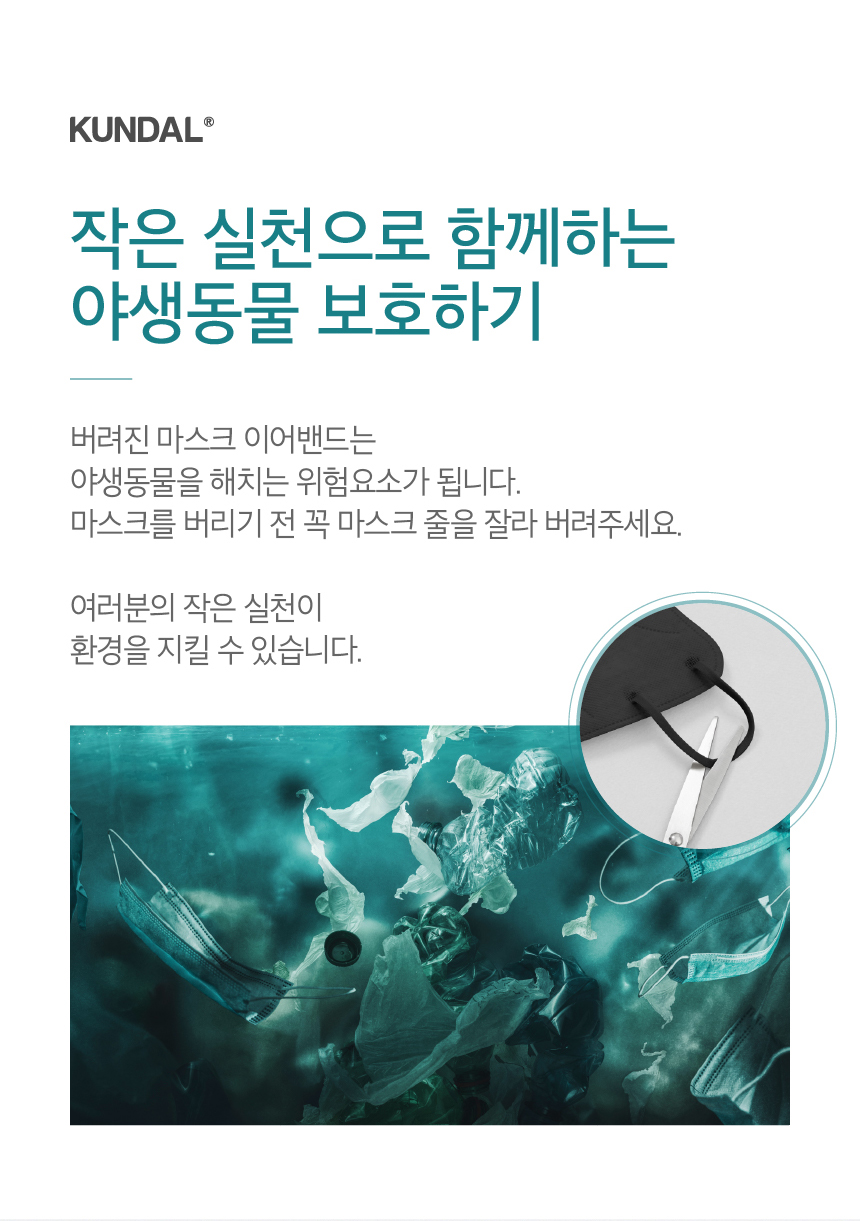 KUNDAL®
작은 실천으로 함께하는
야생동물 보호하기
버려진 마스크 이어밴드는
야생동물을 해치는 위험요소가 됩니다.
마스크를 버리기 전 꼭 마스크 줄을 잘라 버려주세요.
여러분의 작은 실천이
환경을 지킬 수 있습니다.